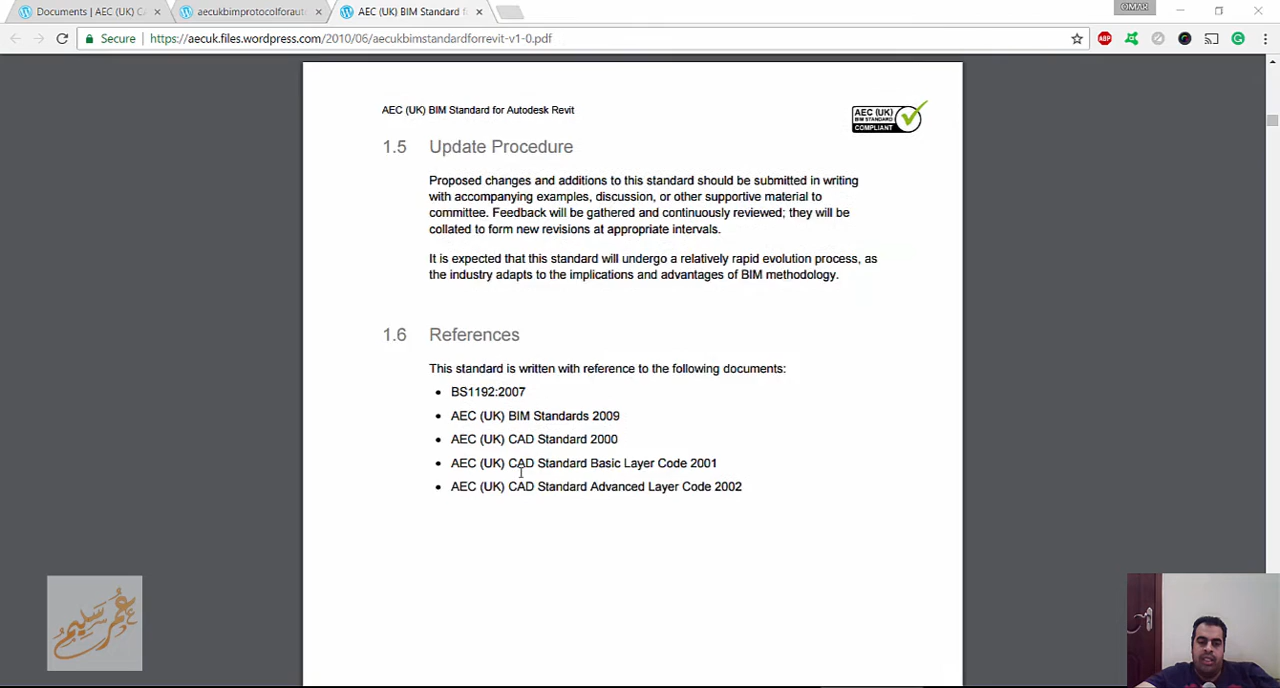 Documents | AEC (UK) CA
aecukbimprotocolforaut
AEC (UK) BIM Standard f
OMAR
Secure
https://aecuk.files.wordpress.com/2010/06/aecukbimstandardforrevit-v1-0.pdf
ABP
AEC (UK) BIM Standard for Autodesk Revit
AEC (UK)
BIM STANDARD
COMPLIANT
1.5 Update Procedure
Proposed changes and additions to this standard should be submitted in writing
with accompanying examples, discussion, or other supportive material to
committee. Feedback will be gathered and continuously reviewed; they will be
collated to form new revisions at appropriate intervals.
It is expected that this standard will undergo a relatively rapid evolution process, as
the industry adapts to the implications and advantages of BIM methodology.
1.6 References
This standard is written with reference to the following documents:
• BS1192:2007
• AEC (UK) BIM Standards 2009
• AEC (UK) CAD Standard 2000
• AEC (UK) CAD Standard Basic Layer Code 2001
• AEC (UK) CAD Standard Advanced Layer Code 2002
عمر سليم